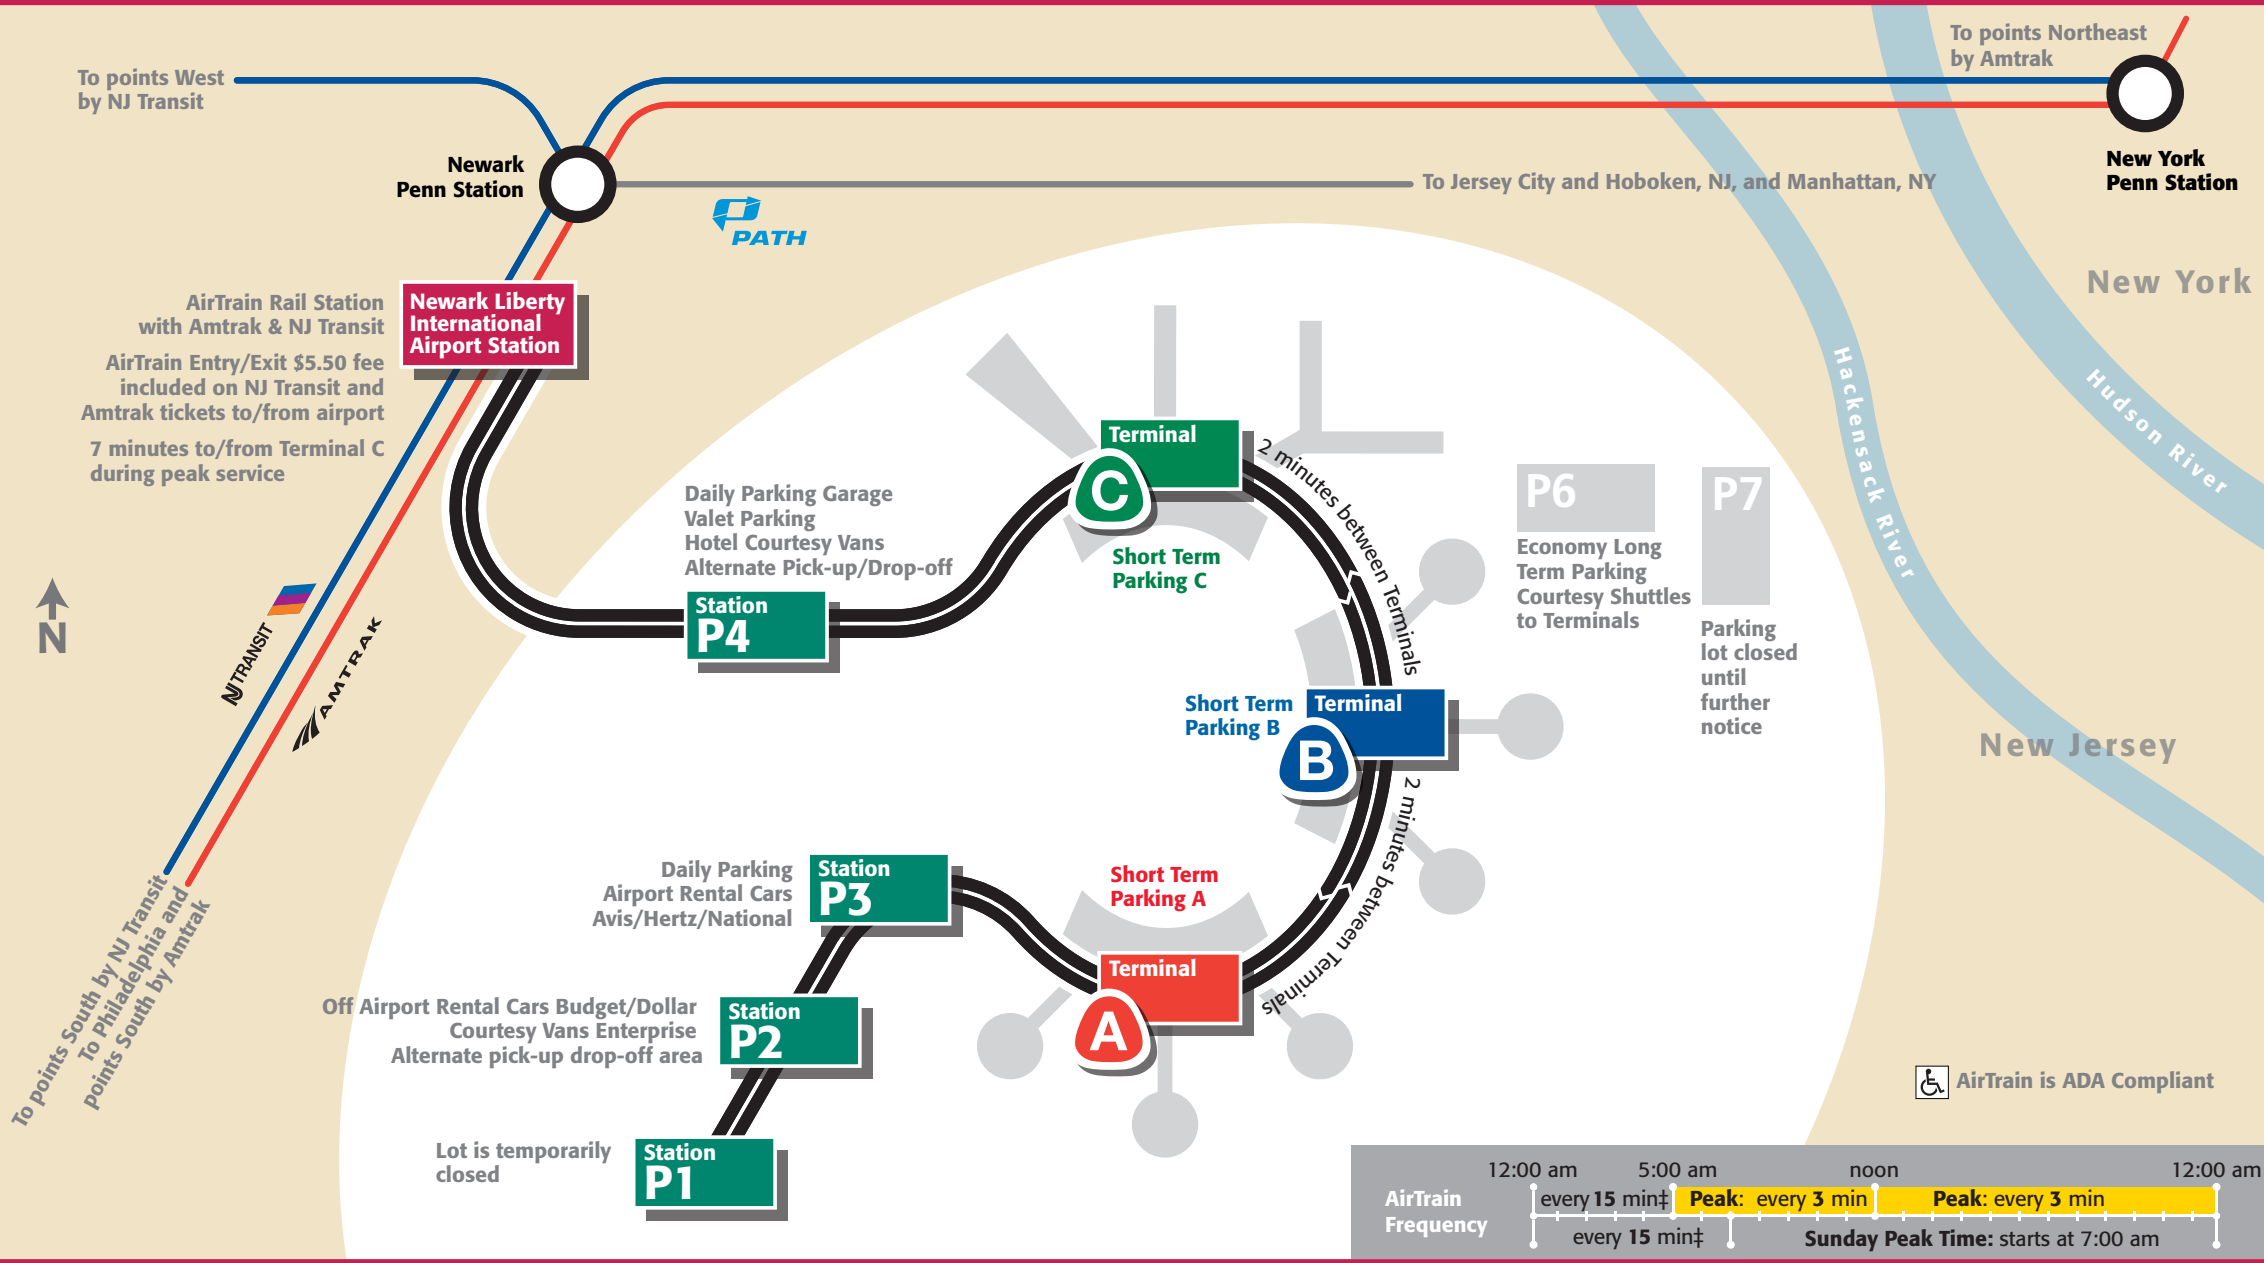 To points West
by NJ Transit
To points Northeast
by Amtrak
Newark
Penn Station
New York
Penn Station
To Jersey City and Hoboken, NJ, and Manhattan, NY
PATH
AirTrain Rail Station
with Amtrak & NJ Transit
AirTrain Entry/Exit $5.50 fee
included on NJ Transit and
Amtrak tickets to/from airport
7 minutes to/from Terminal C
during peak service
Newark Liberty
International
Airport Station
New York
Hudson River
Hackensack River
New Jersey
Terminal
C
Short Term
Parking C
2 minutes between Terminals
Daily Parking Garage
Valet Parking
Hotel Courtesy Vans
Alternate Pick-up/Drop-off
Station
P4
P6
Economy Long
Term Parking
Courtesy Shuttles
to Terminals
P7
Parking
lot closed
until
further
notice
N
NJ TRANSIT
AMTRAK
Short Term
Parking B
Terminal
B
2 minutes between Terminals
Daily Parking
Airport Rental Cars
Avis/Hertz/National
Station
P3
Short Term
Parking A
Terminal
A
To points South by NJ Transit
To Philadelphia and
points South by Amtrak
Off Airport Rental Cars Budget/Dollar
Courtesy Vans Enterprise
Alternate pick-up drop-off area
Station
P2
Lot is temporarily
closed
Station
P1
AirTrain is ADA Compliant
12:00 am 5:00 am noon 12:00 am
AirTrain
Frequency
every 15 min‡ Peak: every 3 min Peak: every 3 min
every 15 min‡ Sunday Peak Time: starts at 7:00 am